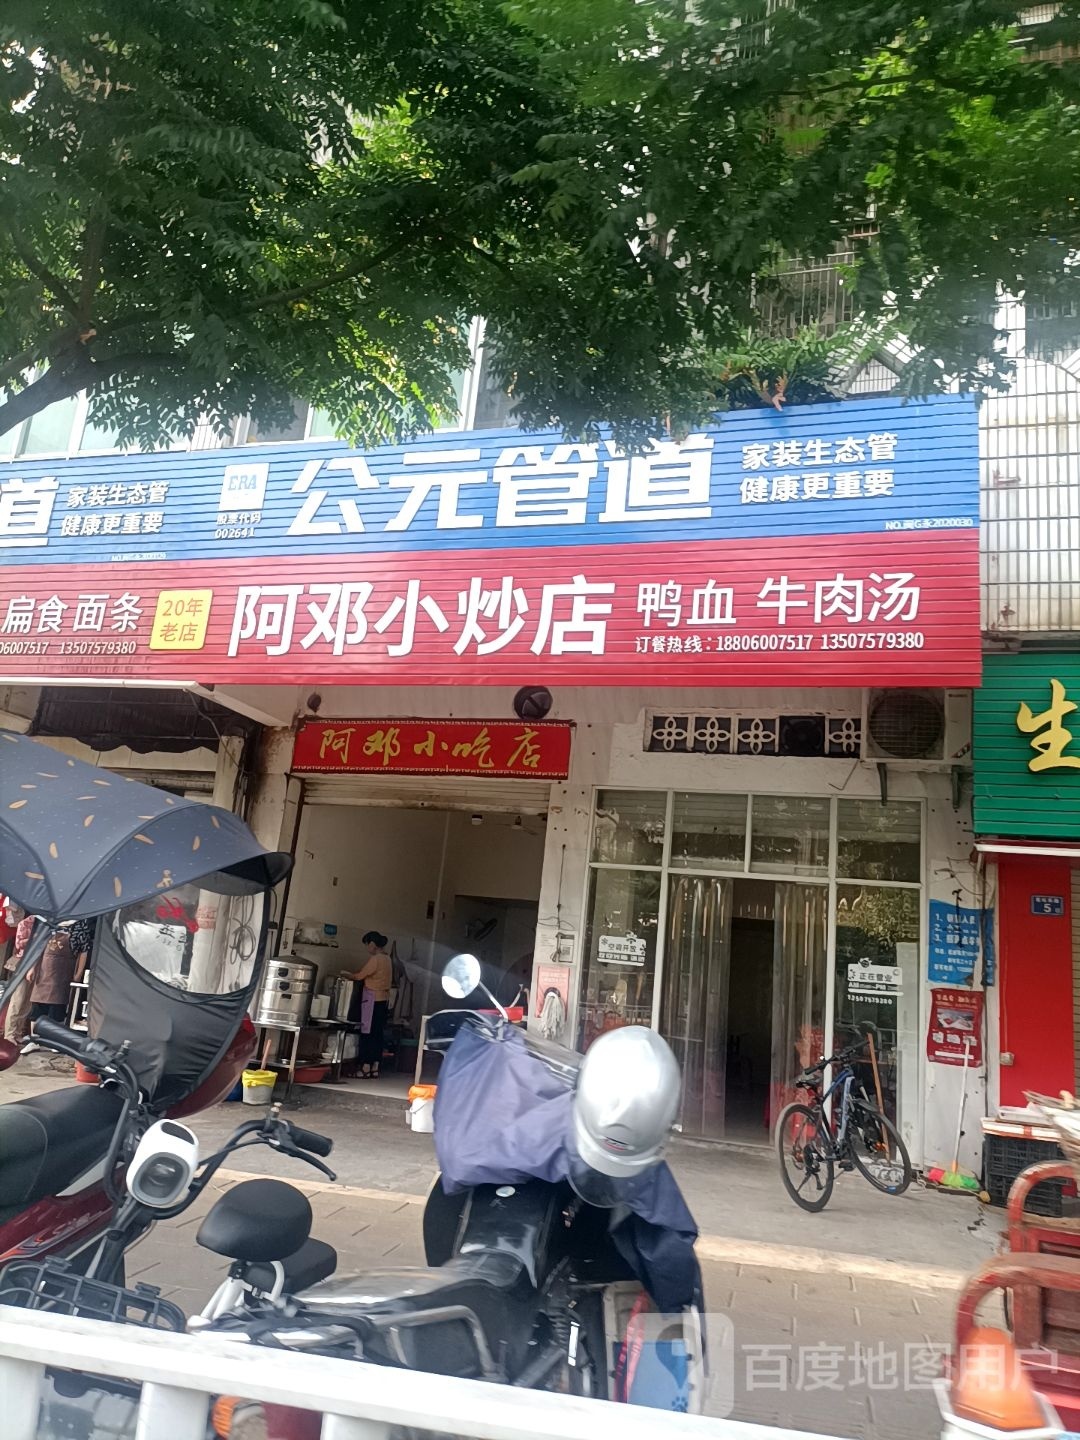 道
家装生态管
健康更重要
ERA
股票代码
002641
公元管道
家装生态管
健康更重要
扁食 面条
06007517 13507579380
20年
老店
阿邓小炒店
鸭血 牛肉汤
订餐热线：18806007517 13507579380
阿邓小吃店
生
空调开放
正在营业
13507579380
5
百度地图用户